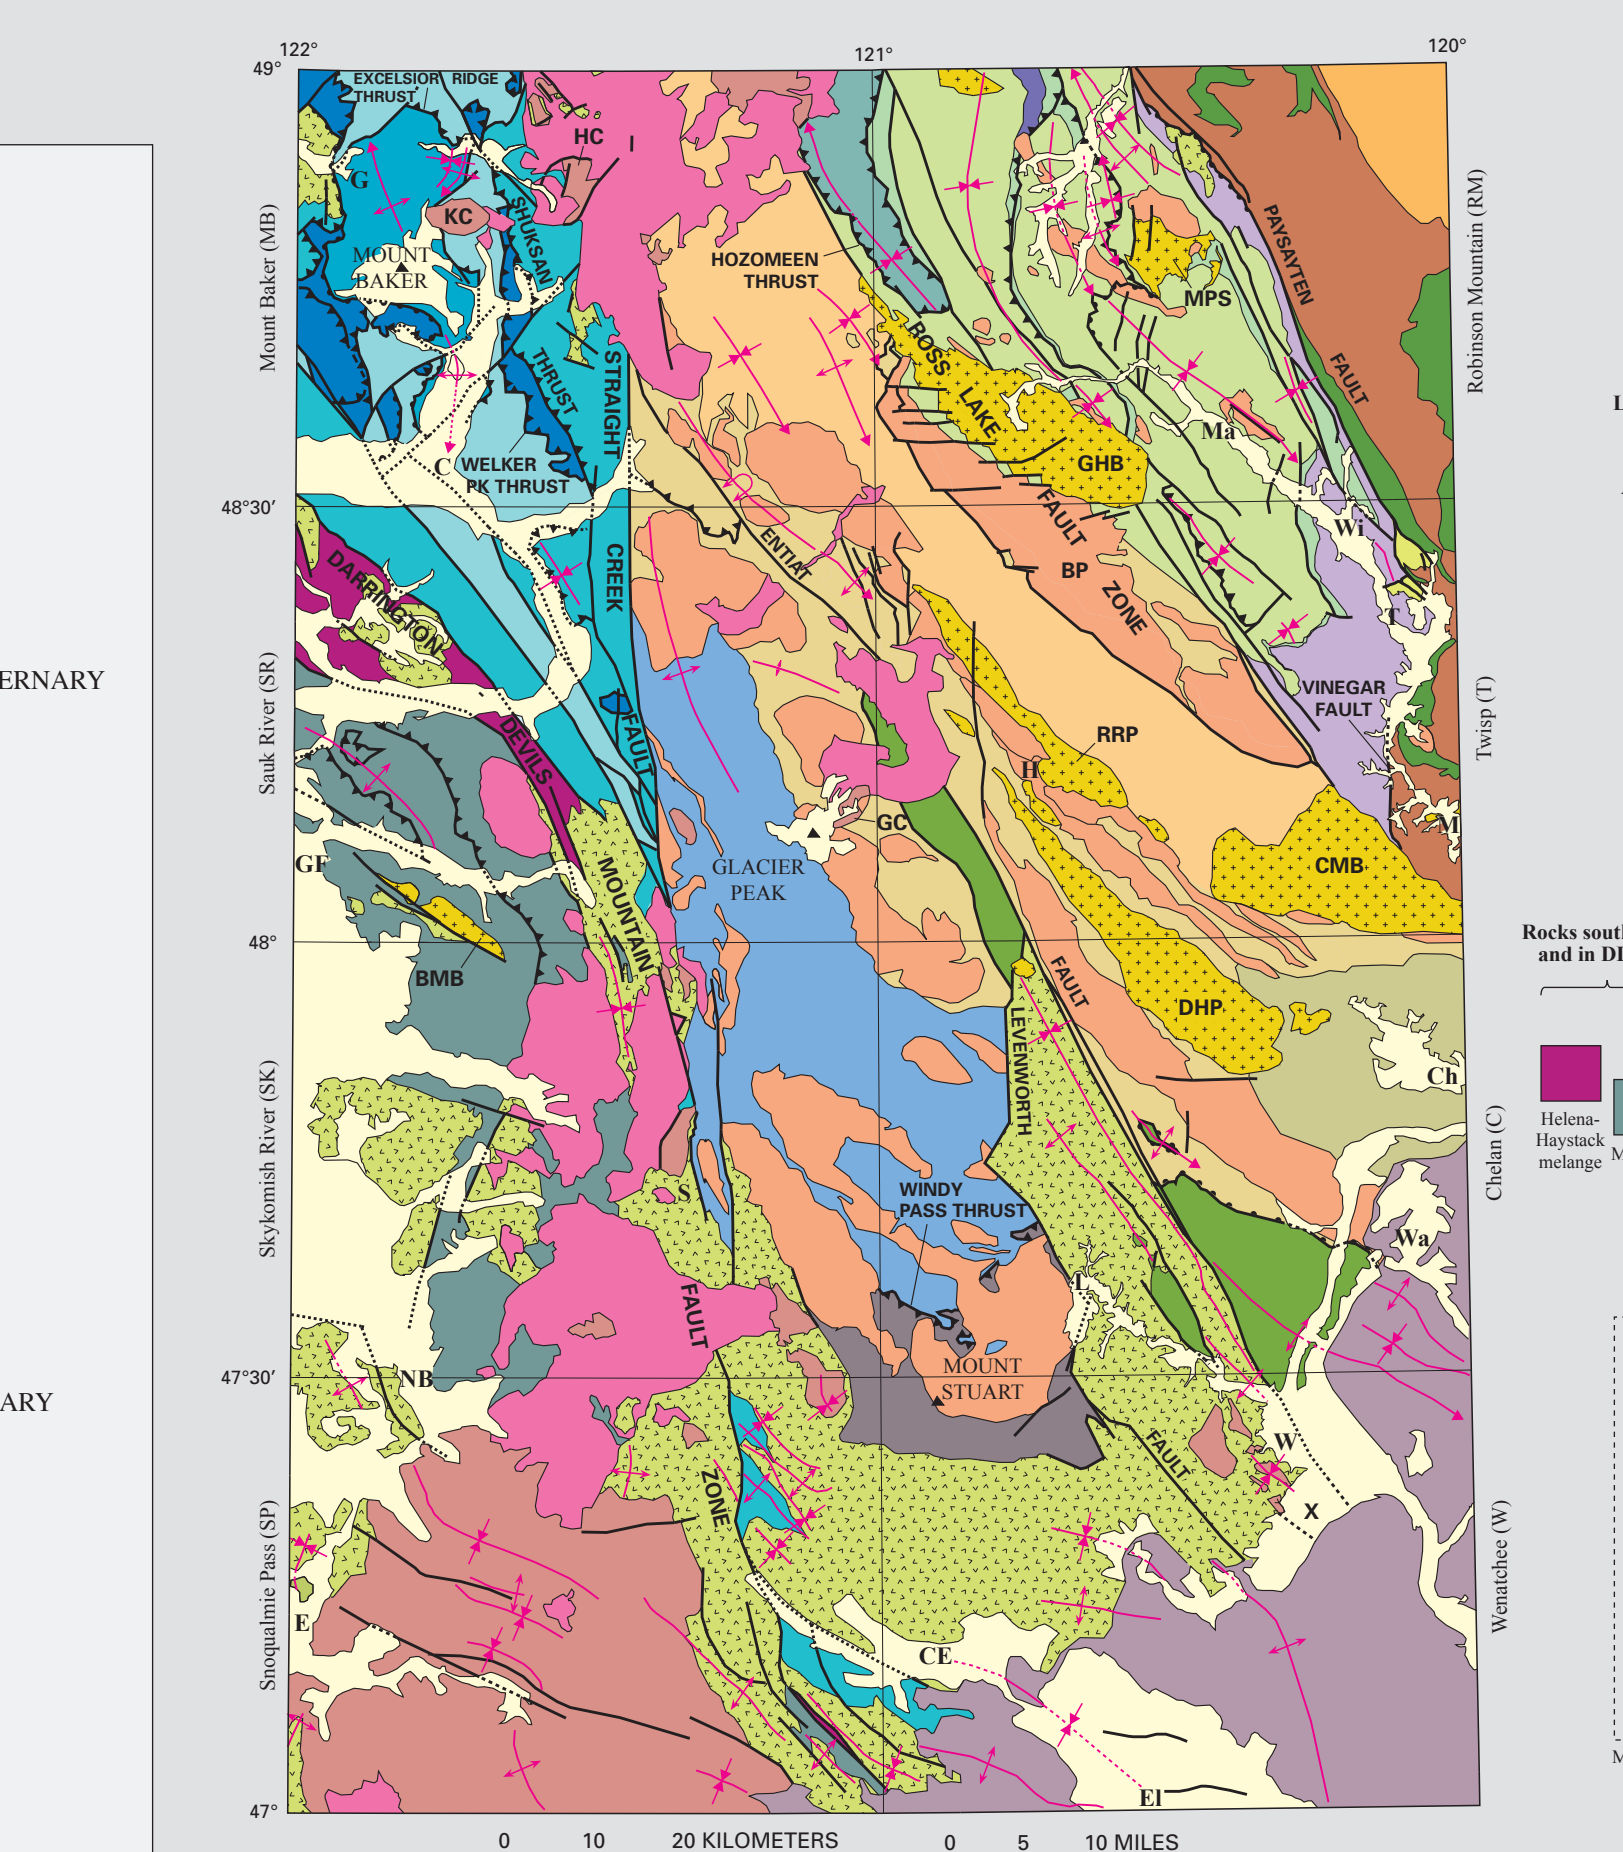 122°
121°
120°
49°
EXCELSIOR RIDGE
THRUST
HC
I
G
KC
SHUKSAN
THRUST
MOUNT
BAKER
HOZOMEEN
THRUST
PAYSAYTEN
FAULT
MPS
ROSS
LAKE
FAULT
ZONE
Mount Baker (MB)
Robinson Mountain (RM)
STRAIGHT
CREEK
FAULT
Ma
C
WELKER
PK THRUST
GHB
48°30'
Wi
ENTIAT
FAULT
BP
DARRINGTON
DEVILS
MOUNTAIN
FAULT
ZONE
T
ERNARY
Sauk River (SR)
Twisp (T)
VINEGAR
FAULT
RRP
H
GC
M
GF
GLACIER
PEAK
CMB
48°
BMB
DHP
Rocks sout
and in DI
LEVENWORTH
FAULT
Ch
Helena-
Haystack
melange
M
Skykomish River (SK)
Chelan (C)
S
WINDY
PASS THRUST
Wa
L
47°30'
NB
MOUNT
STUART
ARY
W
X
Snoqualmie Pass (SP)
Wenatchee (W)
E
CE
El
M
47°
0 10 20 KILOMETERS
0 5 10 MILES